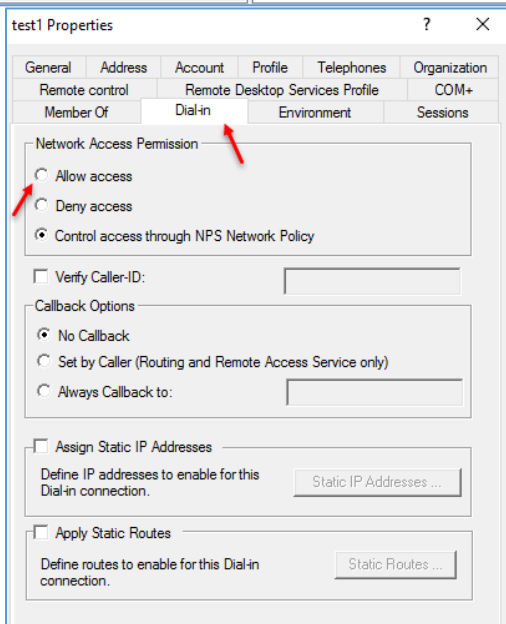 test1 Properties ? ×
General Address Account Profile Telephones Organization
Remote control Remote Desktop Services Profile COM+
Member Of Dial-in Environment Sessions
Network Access Permission
Allow access
Deny access
Control access through NPS Network Policy
Verify Caller-ID:
Callback Options
No Callback
Set by Caller (Routing and Remote Access Service only)
Always Callback to:
Assign Static IP Addresses
Define IP addresses to enable for this
Dial-in connection.
Static IP Addresses ...
Apply Static Routes
Define routes to enable for this Dial-in
connection.
Static Routes ...